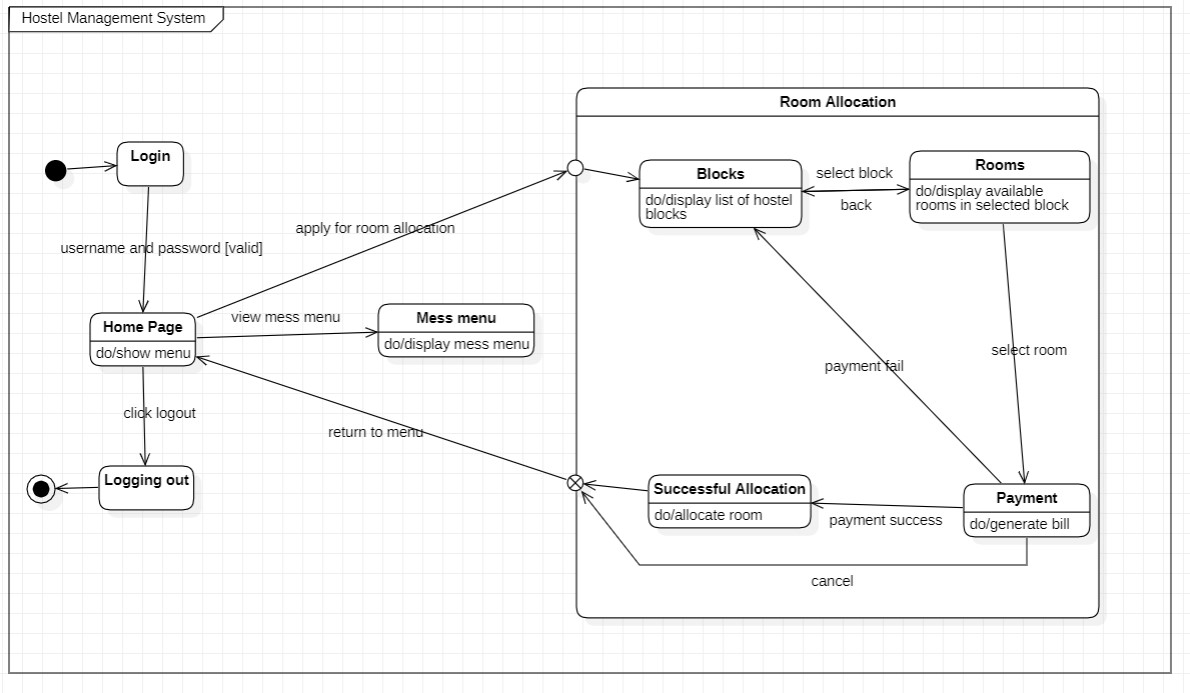 Hostel Management System
Room Allocation
Login
Blocks
do/display list of hostel
blocks
select block
back
Rooms
do/display available
rooms in selected block
username and password [valid]
apply for room allocation
Home Page
do/show menu
view mess menu
Mess menu
do/display mess menu
payment fail
select room
click logout
return to menu
Logging out
Successful Allocation
do/allocate room
payment success
Payment
do/generate bill
cancel